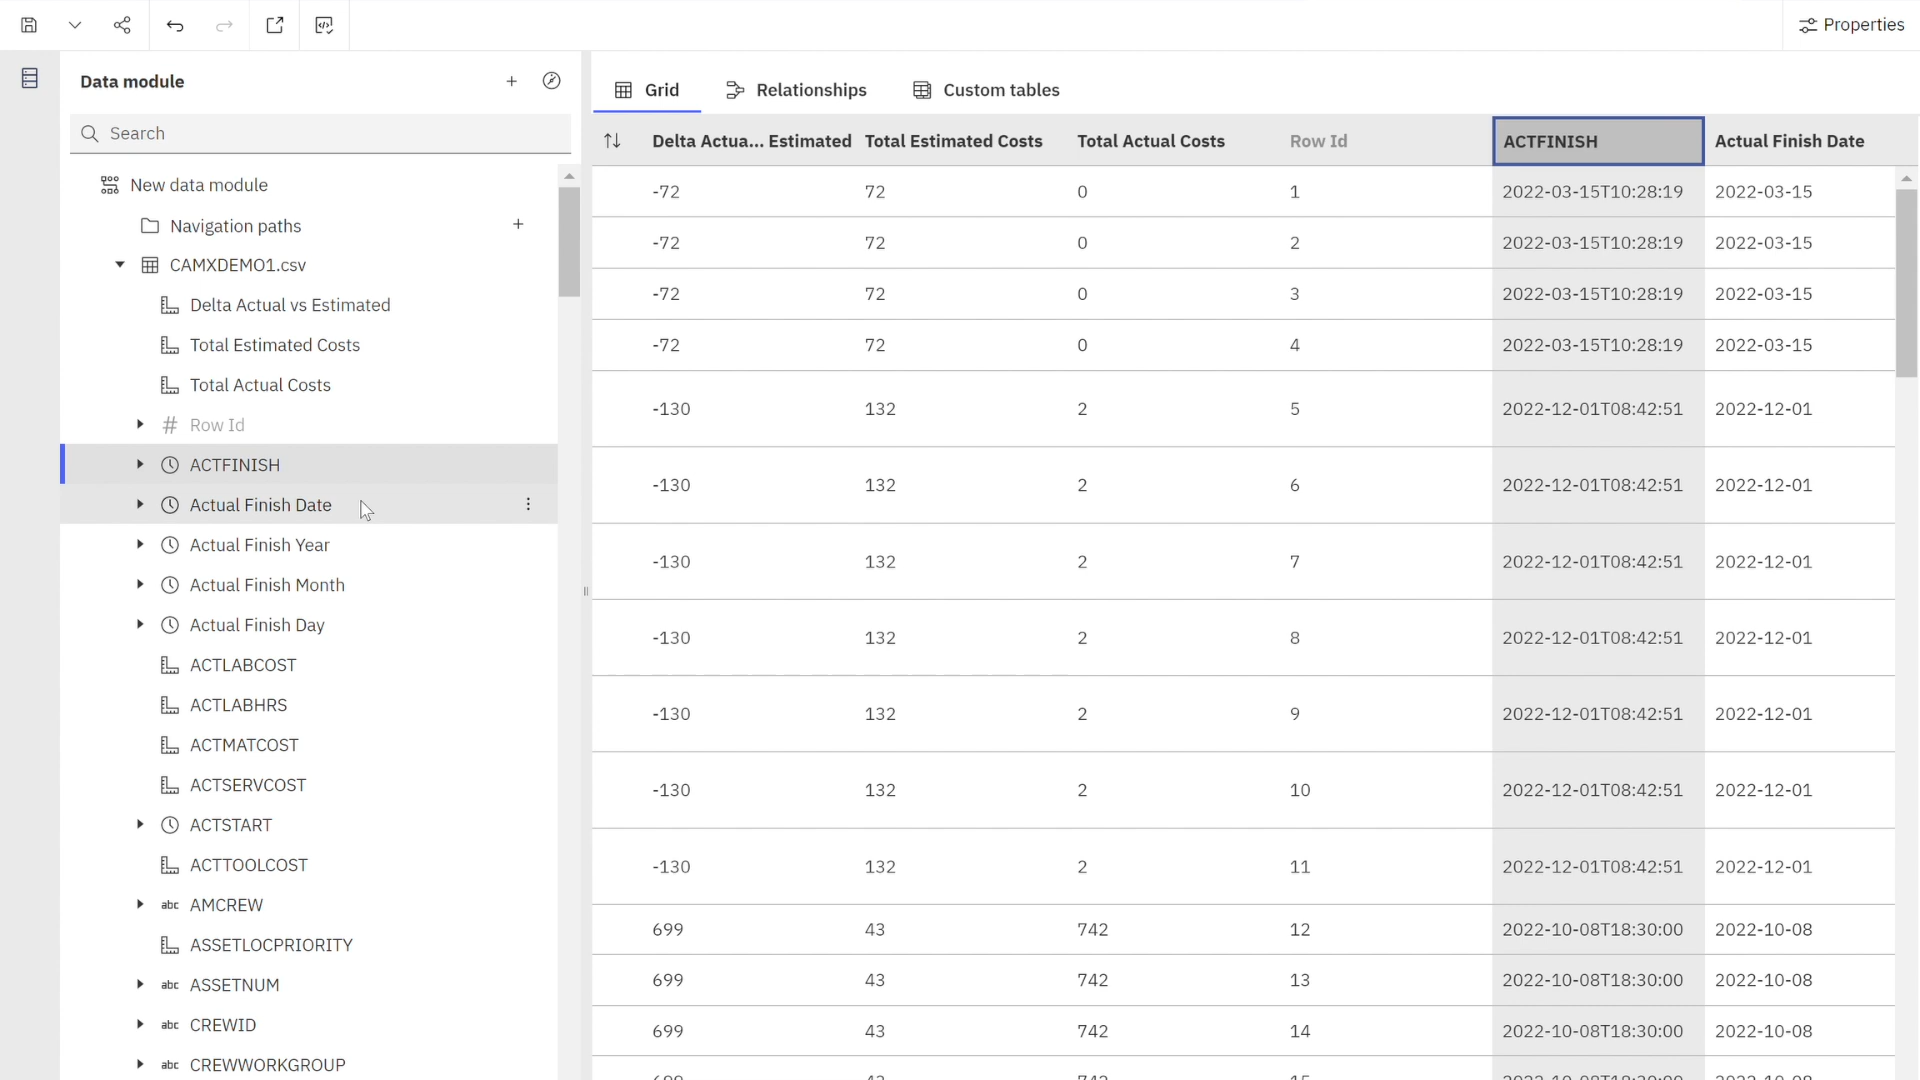 Properties
Data module
Search
New data module
Navigation paths
CAMXDEMO1.csv
Delta Actual vs Estimated
Total Estimated Costs
Total Actual Costs
# Row Id
ACTFINISH
Actual Finish Date
Actual Finish Year
Actual Finish Month
Actual Finish Day
ACTLABCOST
ACTLABHRS
ACTMATCOST
ACTSERVCOST
ACTSTART
ACTTOOLCOST
abc AMCREW
ASSETLOCPRIORITY
abc ASSETNUM
abc CREWID
abc CREWWORKGROUP
Grid Relationships Custom tables
Delta Actua... Estimated Total Estimated Costs Total Actual Costs Row Id ACTFINISH Actual Finish Date
-72 72 0 1 2022-03-15T10:28:19 2022-03-15
-72 72 0 2 2022-03-15T10:28:19 2022-03-15
-72 72 0 3 2022-03-15T10:28:19 2022-03-15
-72 72 0 4 2022-03-15T10:28:19 2022-03-15
-130 132 2 5 2022-12-01T08:42:51 2022-12-01
-130 132 2 6 2022-12-01T08:42:51 2022-12-01
-130 132 2 7 2022-12-01T08:42:51 2022-12-01
-130 132 2 8 2022-12-01T08:42:51 2022-12-01
-130 132 2 9 2022-12-01T08:42:51 2022-12-01
-130 132 2 10 2022-12-01T08:42:51 2022-12-01
-130 132 2 11 2022-12-01T08:42:51 2022-12-01
699 43 742 12 2022-10-08T18:30:00 2022-10-08
699 43 742 13 2022-10-08T18:30:00 2022-10-08
699 43 742 14 2022-10-08T18:30:00 2022-10-08